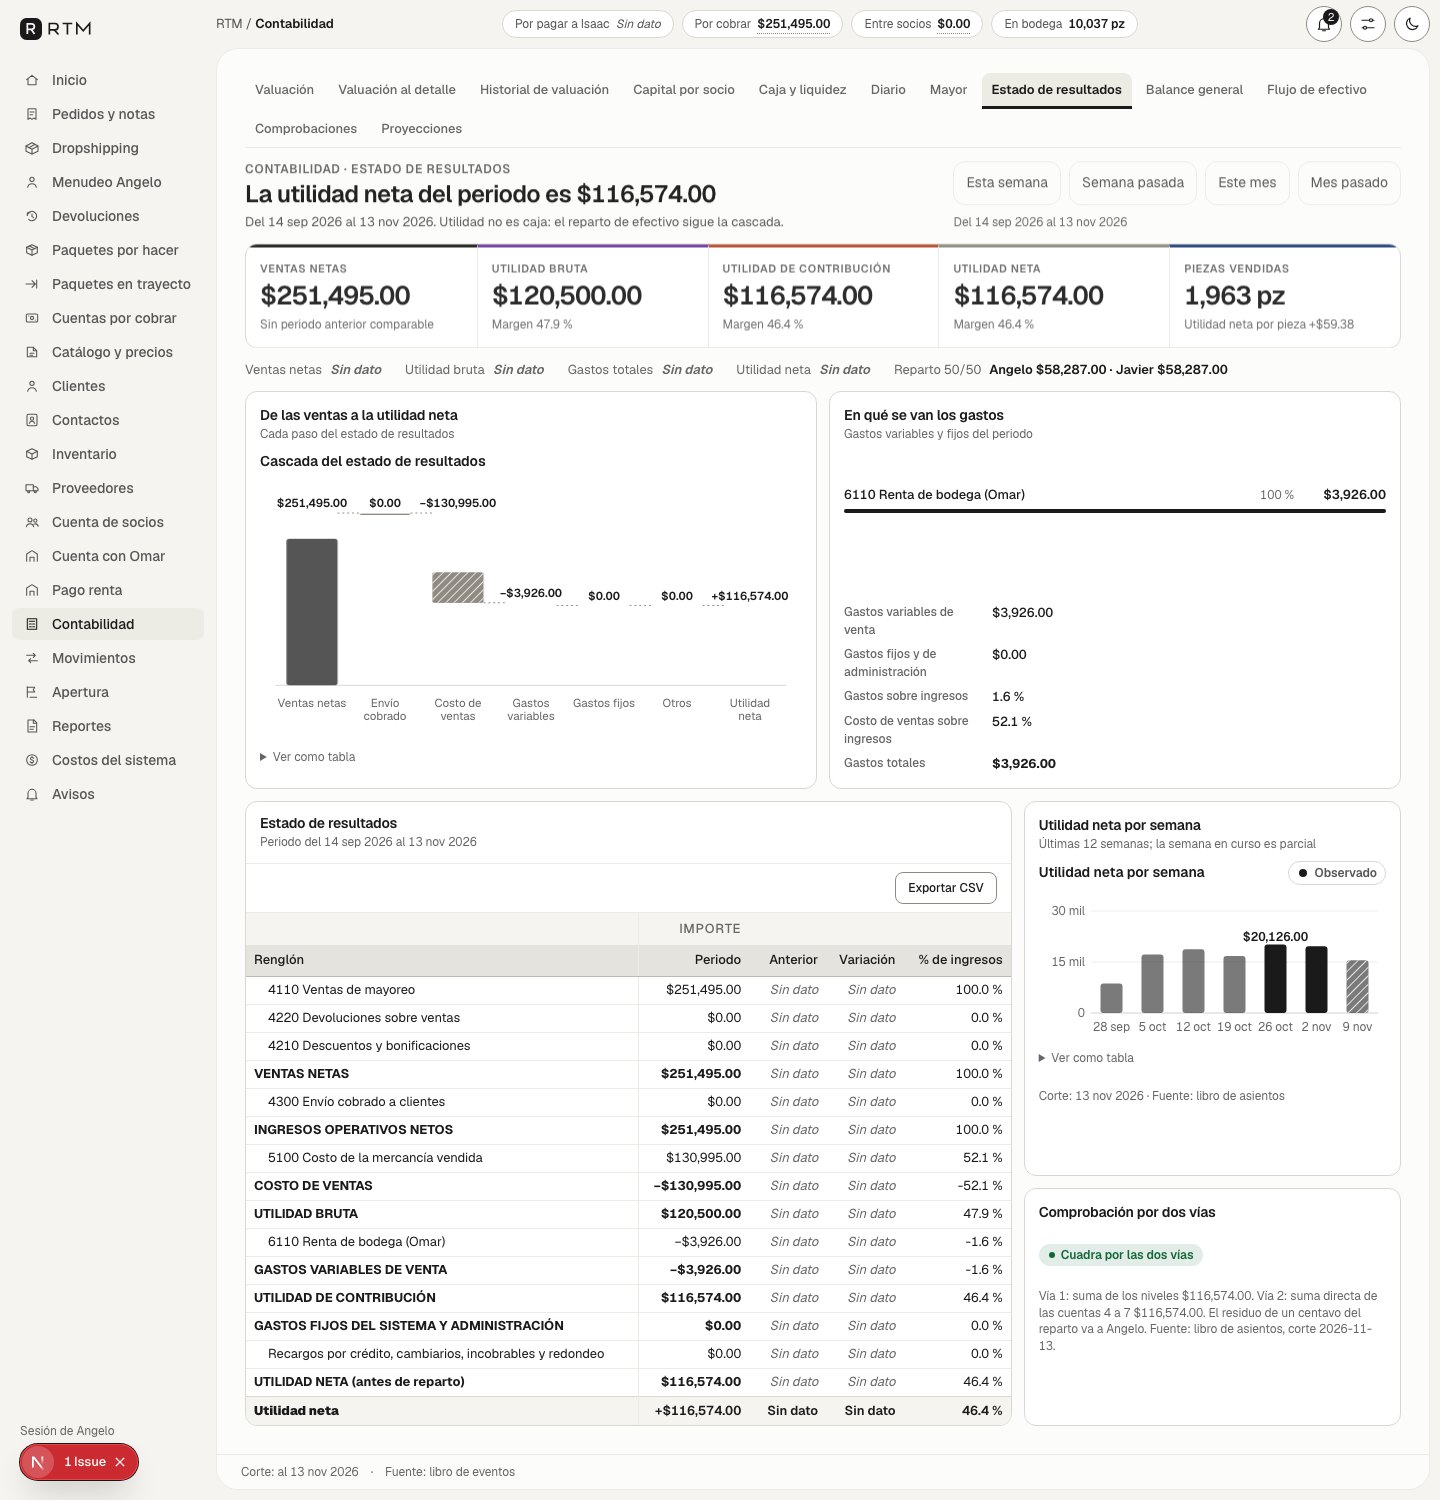 R RTM
RTM / Contabilidad
Por pagar a Isaac Sin dato
Por cobrar $251,495.00
Entre socios $0.00
En bodega 10,037 pz
2
Inicio
Pedidos y notas
Dropshipping
Menudeo Angelo
Devoluciones
Paquetes por hacer
Paquetes en trayecto
Cuentas por cobrar
Catálogo y precios
Clientes
Contactos
Inventario
Proveedores
Cuenta de socios
Cuenta con Omar
Pago renta
Contabilidad
Movimientos
Apertura
Reportes
Costos del sistema
Avisos
Sesión de Angelo
N 1 Issue
Valuación Valuación al detalle Historial de valuación Capital por socio Caja y liquidez Diario Mayor Estado de resultados Balance general Flujo de efectivo
Comprobaciones Proyecciones
CONTABILIDAD · ESTADO DE RESULTADOS
La utilidad neta del periodo es $116,574.00
Del 14 sep 2026 al 13 nov 2026. Utilidad no es caja: el reparto de efectivo sigue la cascada.
Esta semana Semana pasada Este mes Mes pasado
Del 14 sep 2026 al 13 nov 2026
VENTAS NETAS
$251,495.00
Sin periodo anterior comparable
UTILIDAD BRUTA
$120,500.00
Margen 47.9 %
UTILIDAD DE CONTRIBUCIÓN
$116,574.00
Margen 46.4 %
UTILIDAD NETA
$116,574.00
Margen 46.4 %
PIEZAS VENDIDAS
1,963 pz
Utilidad neta por pieza +$59.38
Ventas netas Sin dato Utilidad bruta Sin dato Gastos totales Sin dato Utilidad neta Sin dato Reparto 50/50 Angelo $58,287.00 · Javier $58,287.00
De las ventas a la utilidad neta
Cada paso del estado de resultados
Cascada del estado de resultados
$251,495.00 $0.00 −$130,995.00
−$3,926.00 $0.00 $0.00 +$116,574.00
Ventas netas Envío cobrado Costo de ventas Gastos variables Gastos fijos Otros Utilidad neta
Ver como tabla
En qué se van los gastos
Gastos variables y fijos del periodo
6110 Renta de bodega (Omar) 100 % $3,926.00
Gastos variables de venta $3,926.00
Gastos fijos y de administración $0.00
Gastos sobre ingresos 1.6 %
Costo de ventas sobre ingresos 52.1 %
Gastos totales $3,926.00
Estado de resultados
Periodo del 14 sep 2026 al 13 nov 2026
Exportar CSV
IMPORTE
Renglón Periodo Anterior Variación % de ingresos
4110 Ventas de mayoreo $251,495.00 Sin dato Sin dato 100.0 %
4220 Devoluciones sobre ventas $0.00 Sin dato Sin dato 0.0 %
4210 Descuentos y bonificaciones $0.00 Sin dato Sin dato 0.0 %
VENTAS NETAS $251,495.00 Sin dato Sin dato 100.0 %
4300 Envío cobrado a clientes $0.00 Sin dato Sin dato 0.0 %
INGRESOS OPERATIVOS NETOS $251,495.00 Sin dato Sin dato 100.0 %
5100 Costo de la mercancía vendida $130,995.00 Sin dato Sin dato 52.1 %
COSTO DE VENTAS −$130,995.00 Sin dato Sin dato -52.1 %
UTILIDAD BRUTA $120,500.00 Sin dato Sin dato 47.9 %
6110 Renta de bodega (Omar) −$3,926.00 Sin dato Sin dato -1.6 %
GASTOS VARIABLES DE VENTA −$3,926.00 Sin dato Sin dato -1.6 %
UTILIDAD DE CONTRIBUCIÓN $116,574.00 Sin dato Sin dato 46.4 %
GASTOS FIJOS DEL SISTEMA Y ADMINISTRACIÓN $0.00 Sin dato Sin dato 0.0 %
Recargos por crédito, cambiarios, incobrables y redondeo $0.00 Sin dato Sin dato 0.0 %
UTILIDAD NETA (antes de reparto) $116,574.00 Sin dato Sin dato 46.4 %
Utilidad neta +$116,574.00 Sin dato Sin dato 46.4 %
Utilidad neta por semana
Últimas 12 semanas; la semana en curso es parcial
Utilidad neta por semana Observado
30 mil
$20,126.00
15 mil
0
28 sep 5 oct 12 oct 19 oct 26 oct 2 nov 9 nov
Ver como tabla
Corte: 13 nov 2026 · Fuente: libro de asientos
Comprobación por dos vías
Cuadra por las dos vías
Vía 1: suma de los niveles $116,574.00. Vía 2: suma directa de
las cuentas 4 a 7 $116,574.00. El residuo de un centavo del
reparto va a Angelo. Fuente: libro de asientos, corte 2026-11-
13.
Corte: al 13 nov 2026 · Fuente: libro de eventos